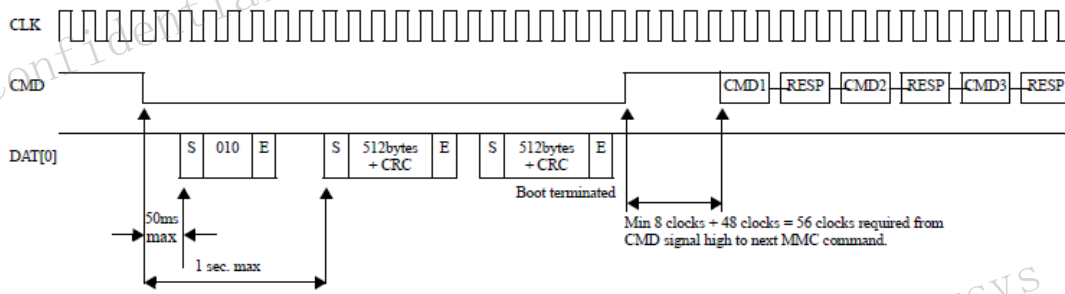 CLK
Confidential
CMD
CMD1 RESP CMD2 RESP CMD3 RESP
DAT[0]
S 010 E S 512bytes + CRC E S 512bytes + CRC E
Boot terminated
50ms
max
Min 8 clocks + 48 clocks = 56 clocks required from
CMD signal high to next MMC command.
1 sec. max